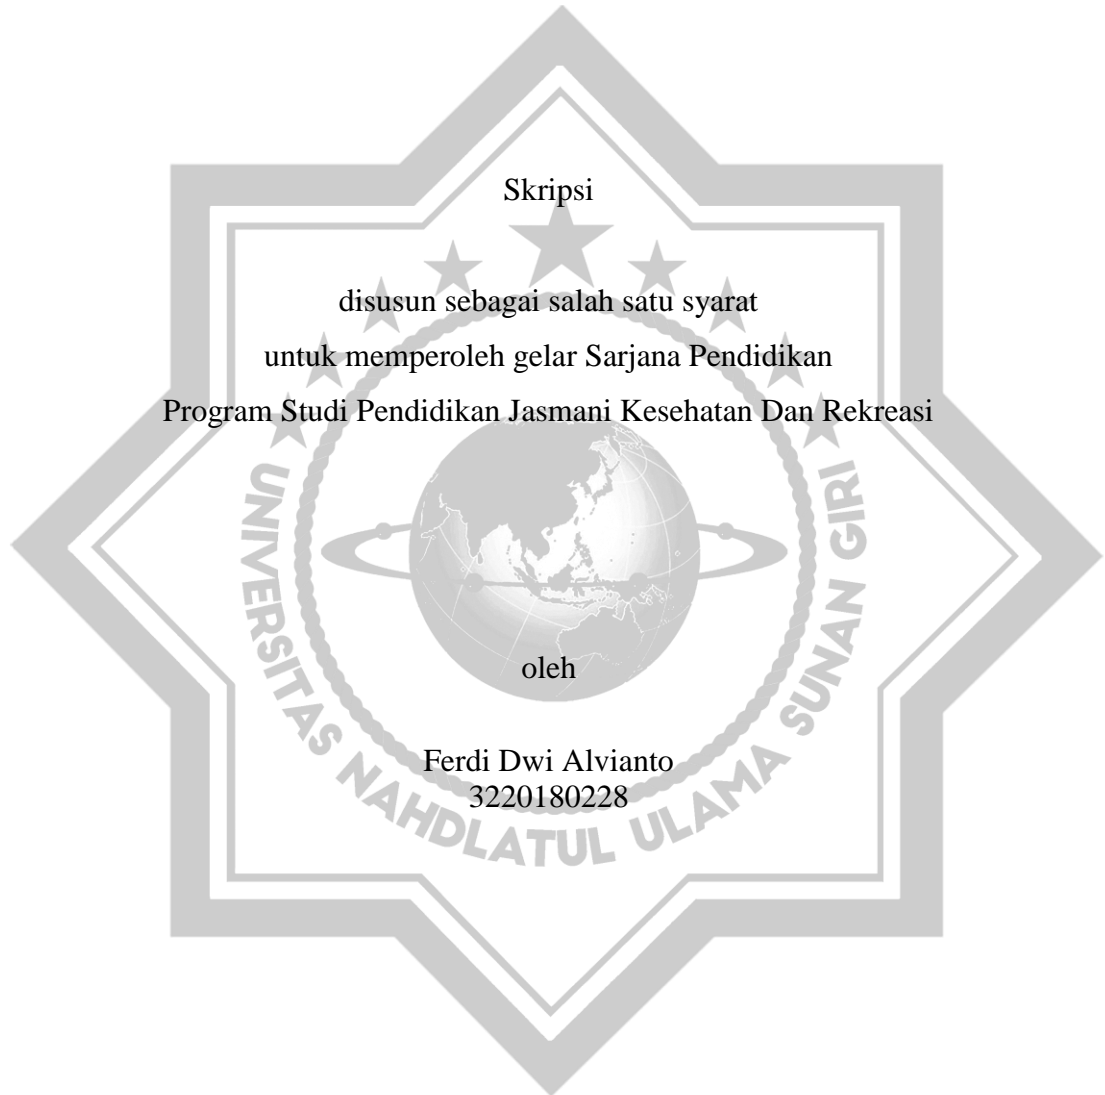 Skripsi
disusun sebagai salah satu syarat
untuk memperoleh gelar Sarjana Pendidikan
Program Studi Pendidikan Jasmani Kesehatan Dan Rekreasi
oleh
Ferdi Dwi Alvianto
3220180228
UNIVERSITAS NAHDLATUL ULAMA SUNAN GIRI